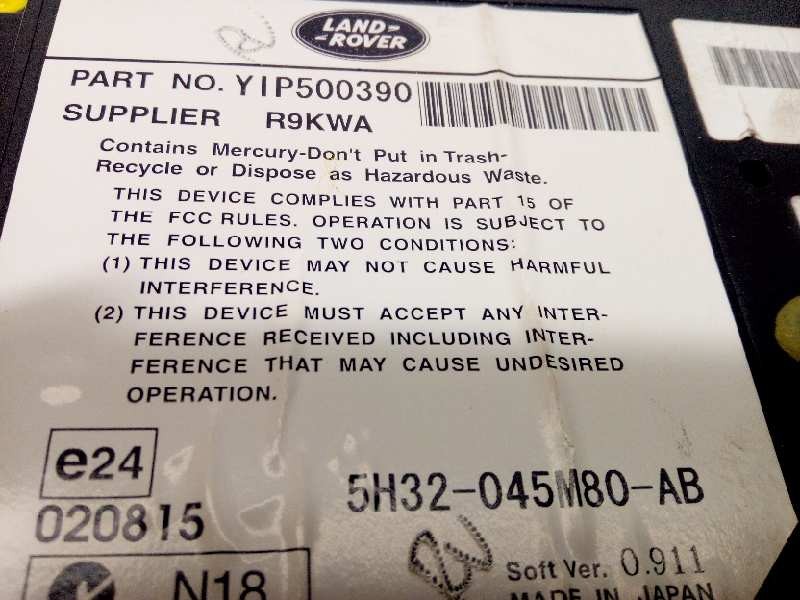 LAND-
-ROVER
PART NO. YIP500390
SUPPLIER R9KWA
Contains Mercury-Don't Put in Trash-
Recycle or Dispose as Hazardous Waste.
THIS DEVICE COMPLIES WITH PART 15 OF
THE FCC RULES. OPERATION IS SUBJECT TO
THE FOLLOWING TWO CONDITIONS:
(1) THIS DEVICE MAY NOT CAUSE HARMFUL
INTERFERENCE.
(2) THIS DEVICE MUST ACCEPT ANY INTER-
FERENCE RECEIVED INCLUDING INTER-
FERENCE THAT MAY CAUSE UNDESIRED
OPERATION.
e24
020815
5H32-045M80-AB
N18
Soft Ver. 0.911
MADE IN JAPAN